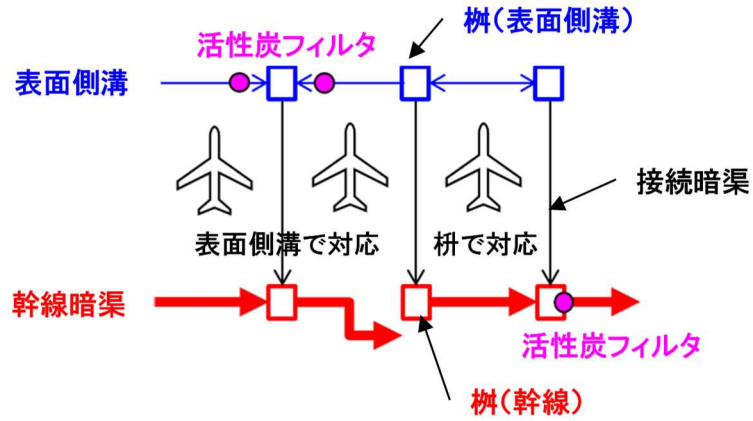 桝(表面側溝)
活性炭フィルタ
表面側溝
接続暗渠
表面側溝で対応
枡で対応
幹線暗渠
活性炭フィルタ
桝(幹線)